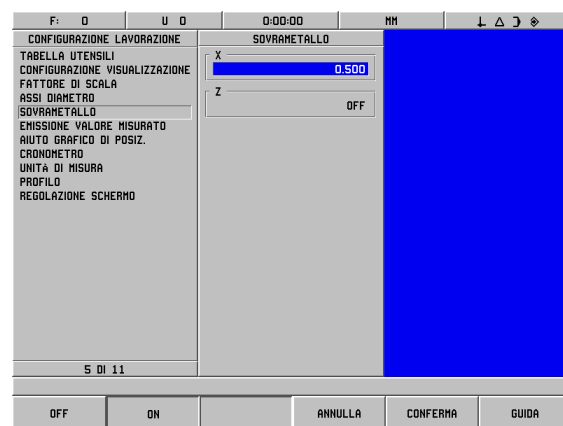 F: 0 U 0 0:00:00 MM
CONFIGURAZIONE LAVORAZIONE
TABELLA UTENSILI
CONFIGURAZIONE VISUALIZZAZIONE
FATTORE DI SCALA
ASSI DIAMETRO
SOVRAMETALLO
EMISSIONE VALORE MISURATO
AIUTO GRAFICO DI POSIZ.
CRONOMETRO
UNITÀ DI MISURA
PROFILO
REGOLAZIONE SCHERMO
5 DI 11
SOVRAMETALLO
X
0.500
Z
OFF
OFF ON ANNULLA CONFERMA GUIDA